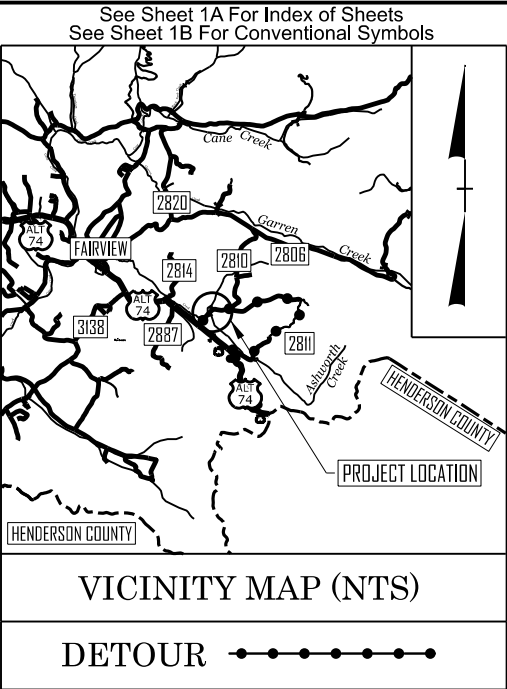 See Sheet 1A For Index of Sheets
See Sheet 1B For Conventional Symbols
Cane Creek
2820
ALT
74
FAIRVIEW
Garren Creek
2806
2810
2814
ALT
74
3138
2887
2811
Ashworth
Creek
ALT
74
HENDERSON COUNTY
PROJECT LOCATION
HENDERSON COUNTY
VICINITY MAP (NTS)
DETOUR